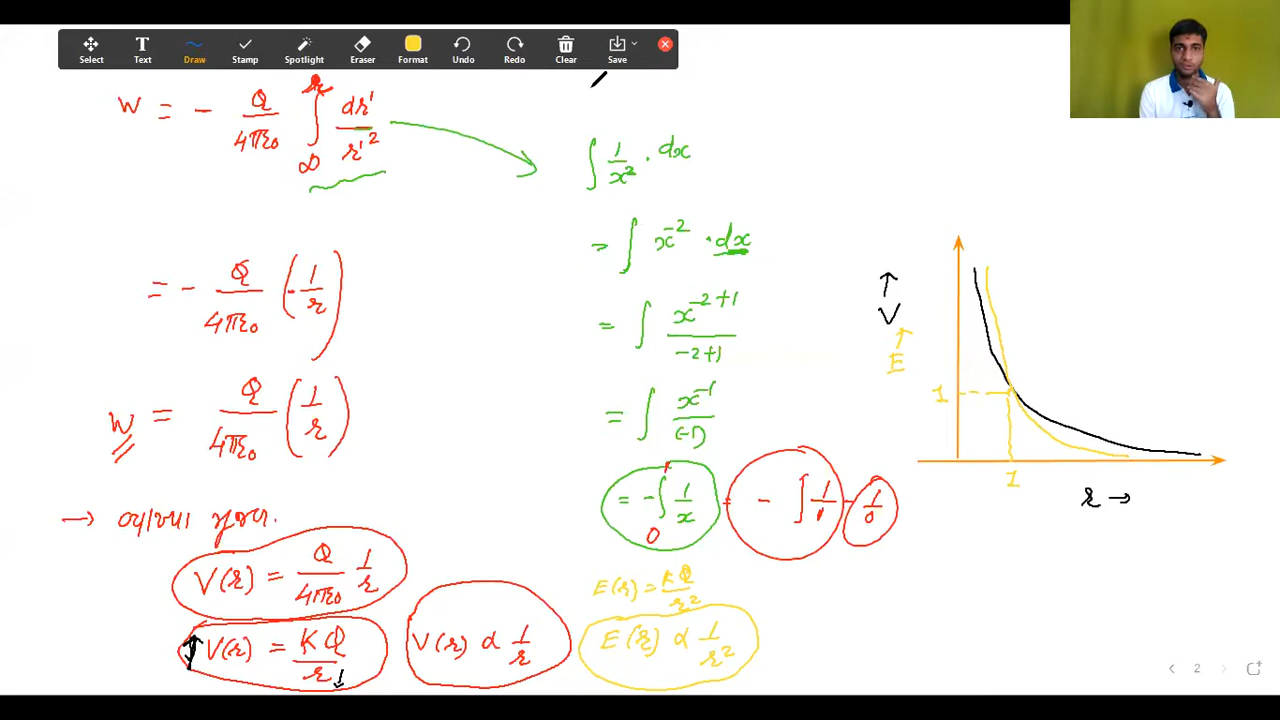 Select Text Draw Stamp Spotlight Eraser Format Undo Redo Clear Save
W = - Q/4πε₀ ∫_∞^r dr'/r'²
= - Q/4πε₀ (-1/r)
W = Q/4πε₀ (1/r)
→
V(r) = Q/4πε₀ 1/r
V(r) = KQ/r
V(r) ∝ 1/r
∫ 1/x² · dx
= ∫ x⁻² · dx
= ∫ x⁻²⁺¹/-2+1
= ∫ x⁻¹/(-1)
= - ∫_0^r 1/x = - ∫ 1/r - 1/0
E(r) = KQ/r²
E(r) ∝ 1/r²
↑
V
↑
E
1
1
r →
< 2 >